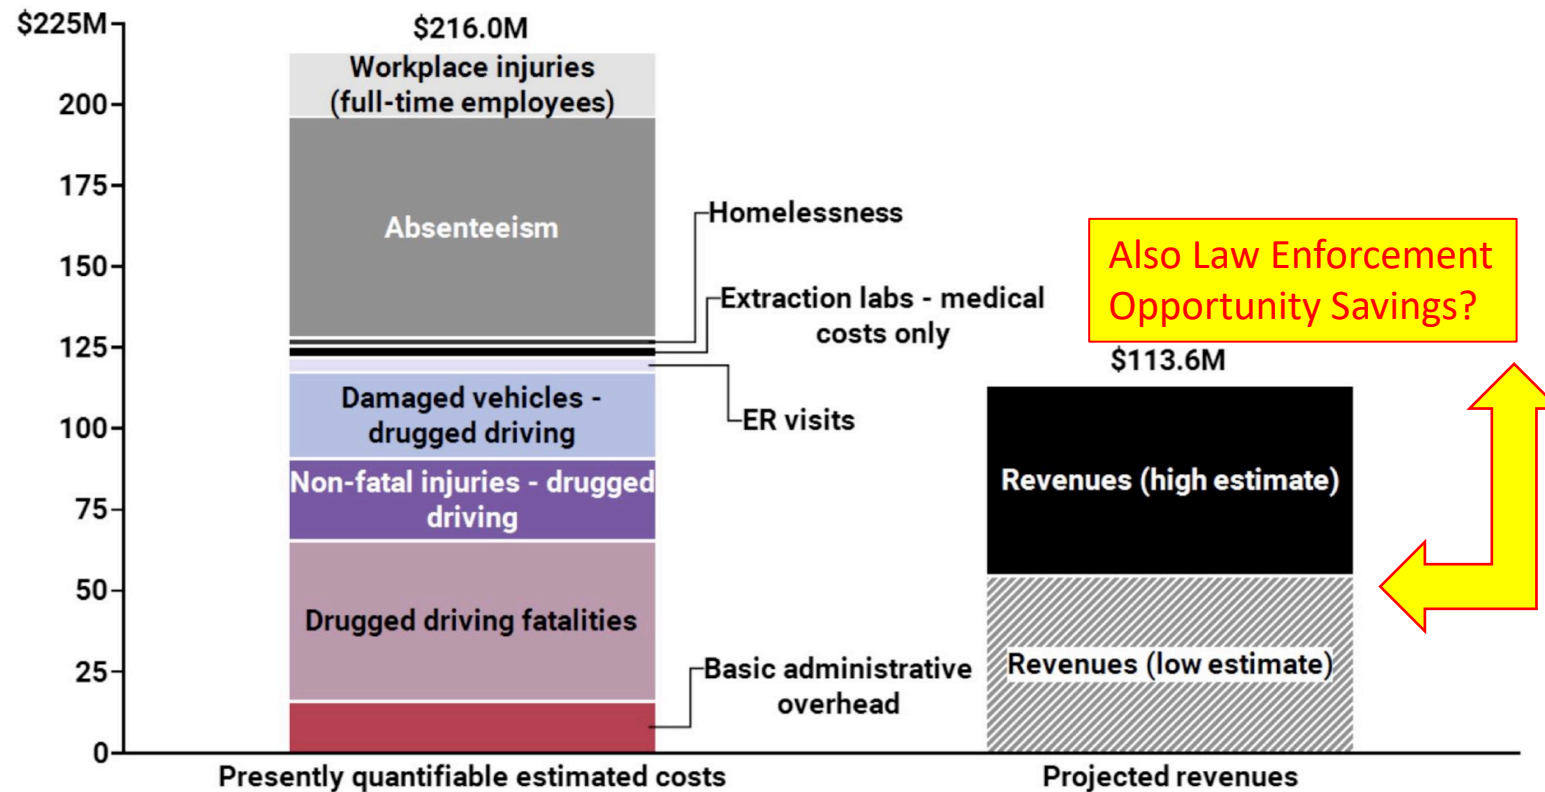 $225M
200
175
150
125
100
75
50
25
0
$216.0M
Workplace injuries
(full-time employees)
Absenteeism
Homelessness
Extraction labs - medical
costs only
ER visits
Damaged vehicles -
drugged driving
Non-fatal injuries - drugged
driving
Drugged driving fatalities
Basic administrative
overhead
Presently quantifiable estimated costs
Also Law Enforcement
Opportunity Savings?
$113.6M
Revenues (high estimate)
Revenues (low estimate)
Projected revenues